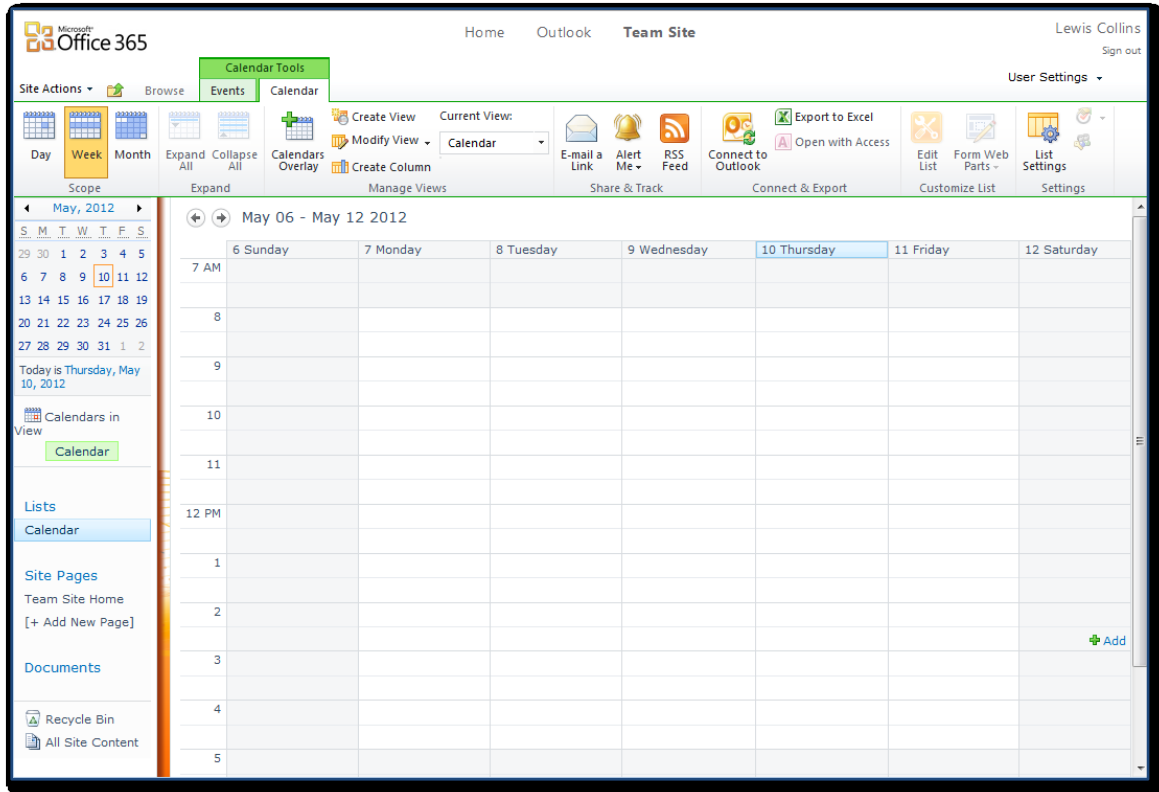 Microsoft®
Office 365
Home Outlook Team Site
Lewis Collins
Sign out
User Settings
Calendar Tools
Site Actions Browse Events Calendar
Day Week Month
Scope
Expand All Collapse All
Expand
Calendars Overlay
Create View
Modify View
Create Column
Current View:
Calendar
Manage Views
E-mail a Link Alert Me RSS Feed
Share & Track
Connect to Outlook
Export to Excel
Open with Access
Connect & Export
Edit List Form Web Parts
Customize List
List Settings
Settings
May, 2012
S M T W T F S
29 30 1 2 3 4 5
6 7 8 9 10 11 12
13 14 15 16 17 18 19
20 21 22 23 24 25 26
27 28 29 30 31 1 2
Today is Thursday, May
10, 2012
Calendars in
View
Calendar
Lists
Calendar
Site Pages
Team Site Home
[+ Add New Page]
Documents
Recycle Bin
All Site Content
May 06 - May 12 2012
6 Sunday 7 Monday 8 Tuesday 9 Wednesday 10 Thursday 11 Friday 12 Saturday
7 AM
8
9
10
11
12 PM
1
2
Add
3
4
5